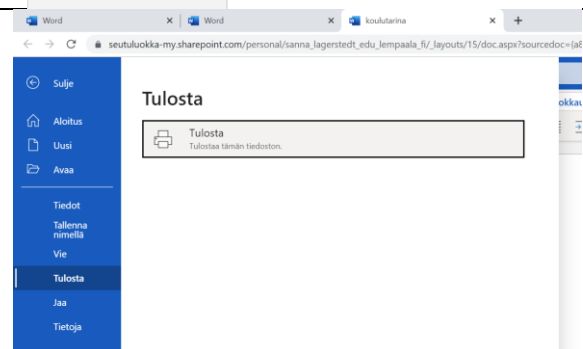 Word
Word
koulutarina
seutuluokka-my.sharepoint.com/personal/sanna_lagerstedt_edu_lempaala_fi/_layouts/15/doc.aspx?sourcedoc={a8
Sulje
Tulosta
okkau
Tulosta
Tulostaa tämän tiedoston.
Aloitus
Uusi
Avaa
Tiedot
Tallenna
nimellä
Vie
Tulosta
Jaa
Tietoja